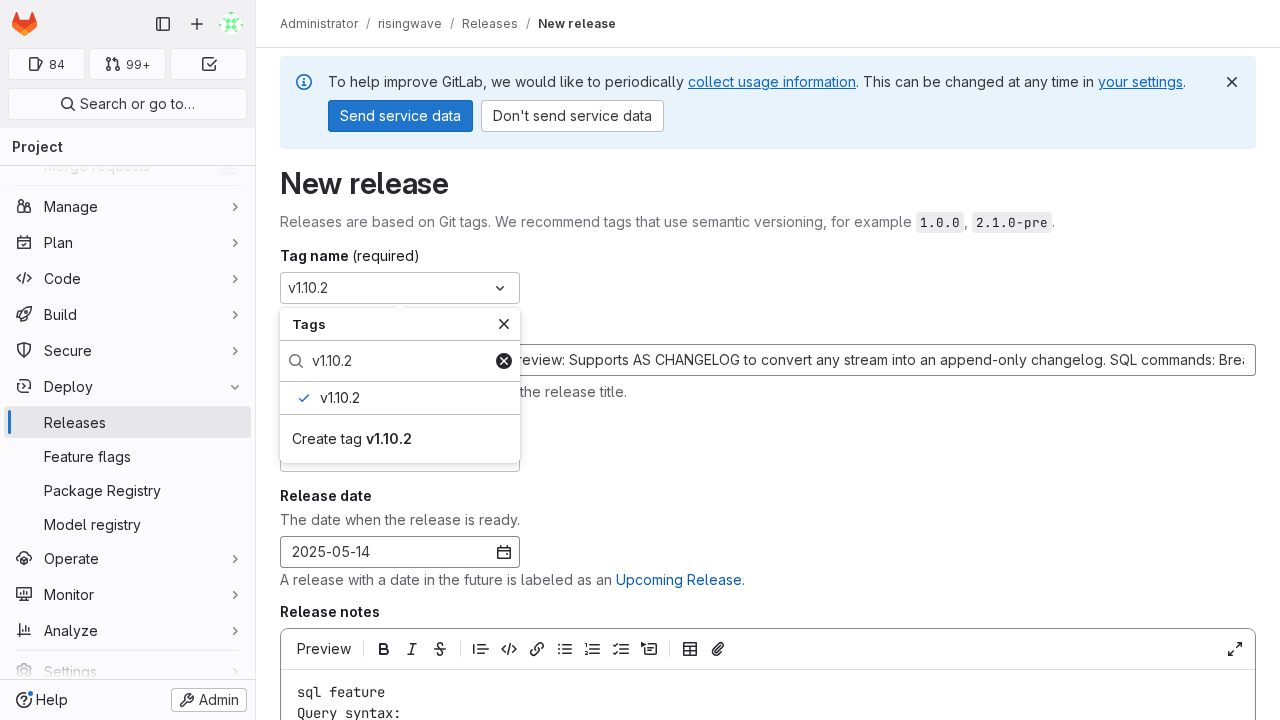 Administrator / risingwave / Releases / New release
84
99+
Search or go to…
Project
Merge requests
Manage
Plan
Code
Build
Secure
Deploy
Releases
Feature flags
Package Registry
Model registry
Operate
Monitor
Analyze
Settings
Help
Admin
To help improve GitLab, we would like to periodically collect usage information. This can be changed at any time in your settings.
Send service data
Don't send service data
New release
Releases are based on Git tags. We recommend tags that use semantic versioning, for example 1.0.0, 2.1.0-pre.
Tag name (required)
v1.10.2
Tags
v1.10.2
v1.10.2
Create tag v1.10.2
review: Supports AS CHANGELOG to convert any stream into an append-only changelog. SQL commands: Brea
the release title.
Release date
The date when the release is ready.
2025-05-14
A release with a date in the future is labeled as an Upcoming Release.
Release notes
Preview
sql feature
Query syntax: